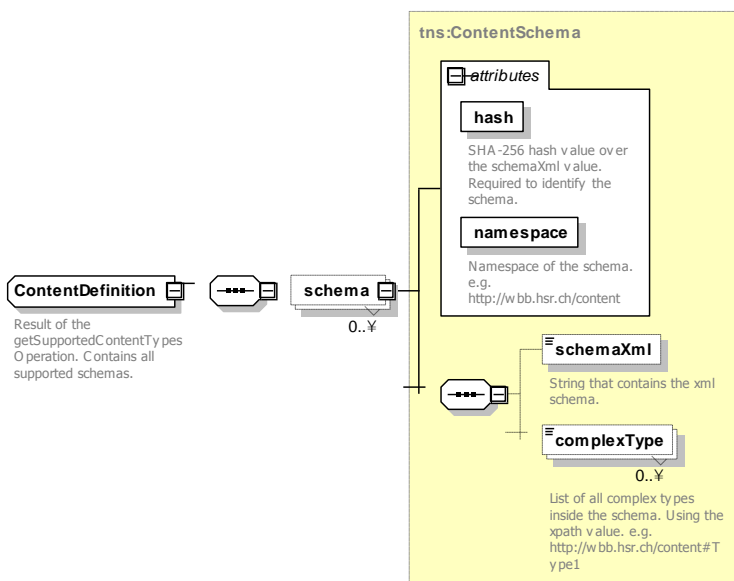 tns:ContentSchema
attributes
hash
SHA-256 hash value over
the schemaXml value.
Required to identify the
schema.
namespace
Namespace of the schema.
e.g.
http://wbb.hsr.ch/content
ContentDefinition
schema
0..¥
Result of the
getSupportedContentTypes
Operation. Contains all
supported schemas.
schemaXml
String that contains the xml
schema.
complexType
0..¥
List of all complex types
inside the schema. Using the
xpath value. e.g.
http://wbb.hsr.ch/content#T
ype1